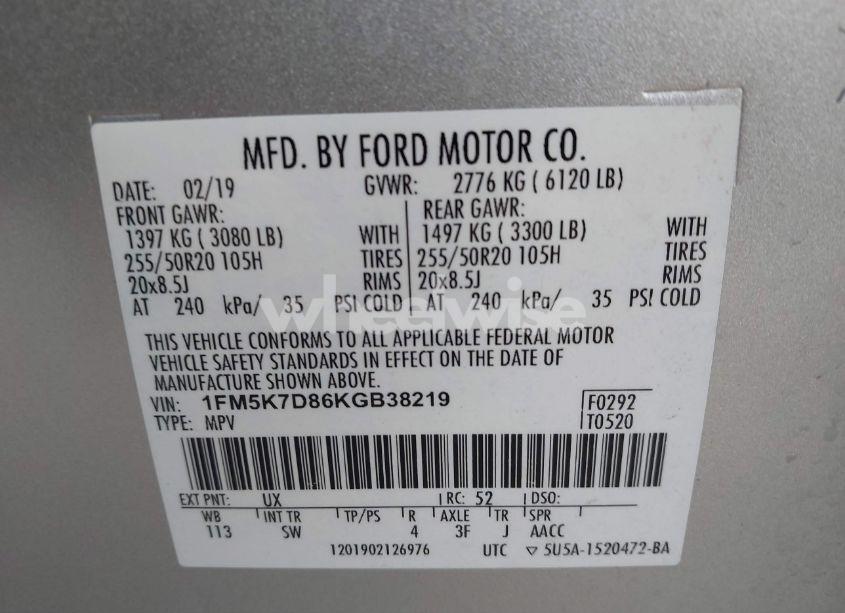 MFD. BY FORD MOTOR CO.
DATE: 02/19 GVWR: 2776 KG ( 6120 LB)
FRONT GAWR: REAR GAWR:
1397 KG ( 3080 LB) WITH 1497 KG ( 3300 LB) WITH
255/50R20 105H TIRES 255/50R20 105H TIRES
20x8.5J RIMS 20x8.5J RIMS
AT 240 kPa/ 35 PSI COLD AT 240 kPa/ 35 PSI COLD
wheelwise
THIS VEHICLE CONFORMS TO ALL APPLICABLE FEDERAL MOTOR
VEHICLE SAFETY STANDARDS IN EFFECT ON THE DATE OF
MANUFACTURE SHOWN ABOVE.
VIN: 1FM5K7D86KGB38219 F0292
TYPE: MPV T0520
EXT PNT: UX RC: 52 DSO:
WB INT TR TP/PS R AXLE TR SPR
113 SW 4 3F J AACC
1201902126976 UTC ▽ 5U5A-1520472-BA